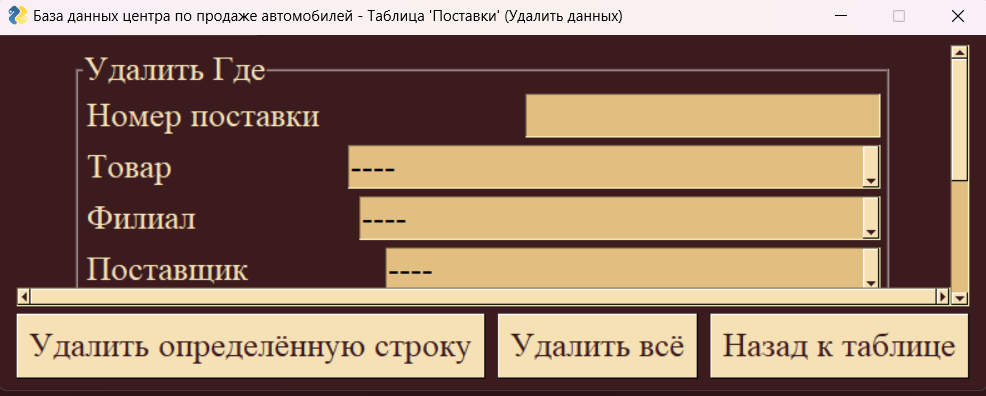 База данных центра по продаже автомобилей - Таблица 'Поставки' (Удалить данных)
Удалить Где
Номер поставки
Товар ----
Филиал ----
Поставщик ----
Удалить определённую строку Удалить всё Назад к таблице